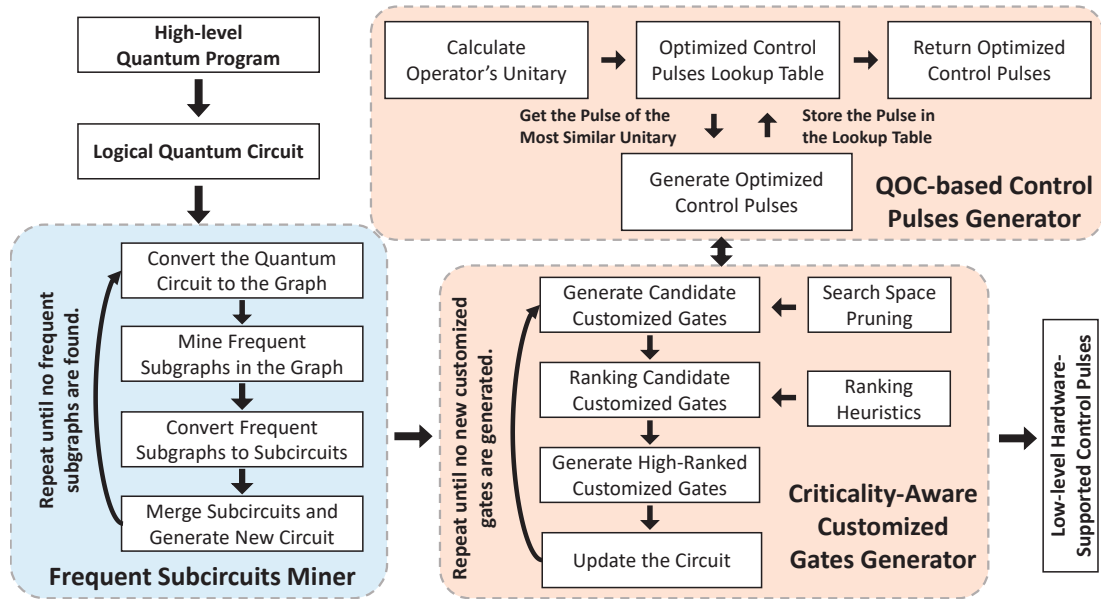 High-level
Quantum Program
Logical Quantum Circuit
Calculate
Operator's Unitary
Optimized Control
Pulses Lookup Table
Return Optimized
Control Pulses
Get the Pulse of the
Most Similar Unitary
Store the Pulse in
the Lookup Table
Generate Optimized
Control Pulses
QOC-based Control
Pulses Generator
Repeat until no frequent
subgraphs are found.
Convert the Quantum
Circuit to the Graph
Mine Frequent
Subgraphs in the Graph
Convert Frequent
Subgraphs to Subcircuits
Merge Subcircuits and
Generate New Circuit
Frequent Subcircuits Miner
Repeat until no new customized
gates are generated.
Generate Candidate
Customized Gates
Search Space
Pruning
Ranking Candidate
Customized Gates
Ranking
Heuristics
Generate High-Ranked
Customized Gates
Update the Circuit
Criticality-Aware
Customized
Gates Generator
Low-level Hardware-
Supported Control Pulses